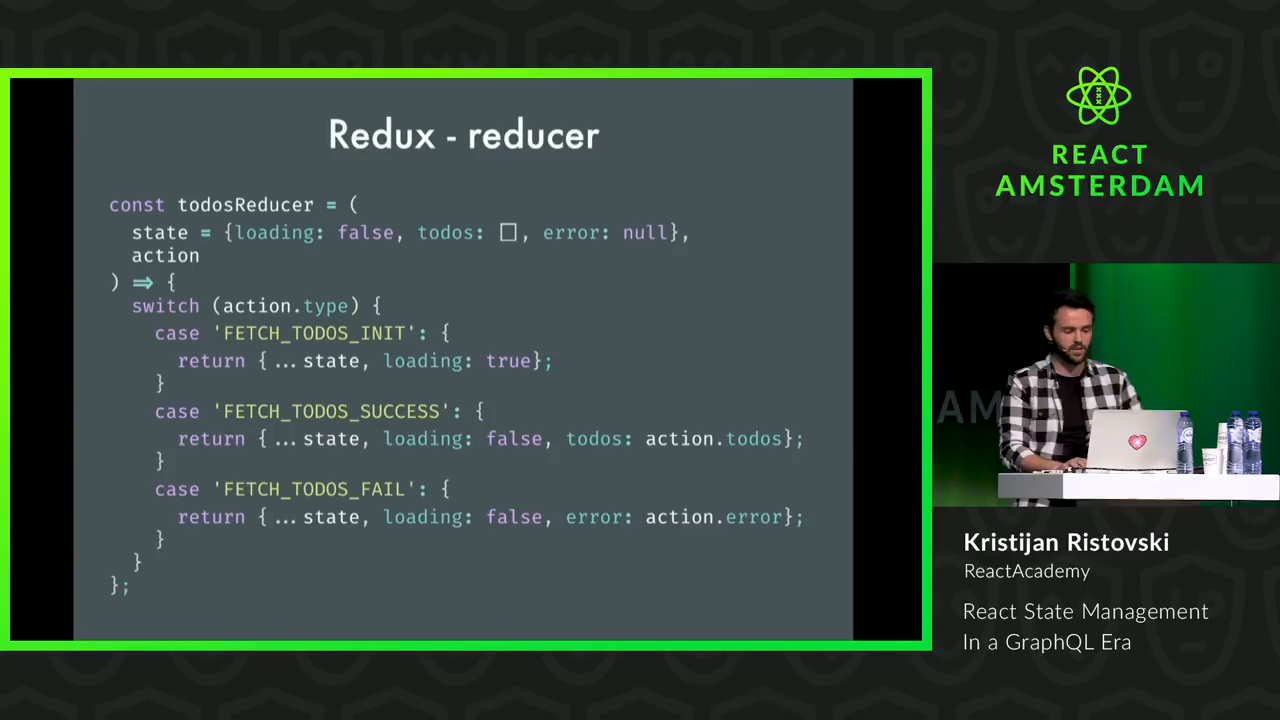 Redux - reducer
const todosReducer = (
state = {loading: false, todos: [], error: null},
action
) => {
switch (action.type) {
case 'FETCH_TODOS_INIT': {
return {...state, loading: true};
}
case 'FETCH_TODOS_SUCCESS': {
return {...state, loading: false, todos: action.todos};
}
case 'FETCH_TODOS_FAIL': {
return {...state, loading: false, error: action.error};
}
}
};
REACT
AMSTERDAM
AM
Kristijan Ristovski
ReactAcademy
React State Management
In a GraphQL Era